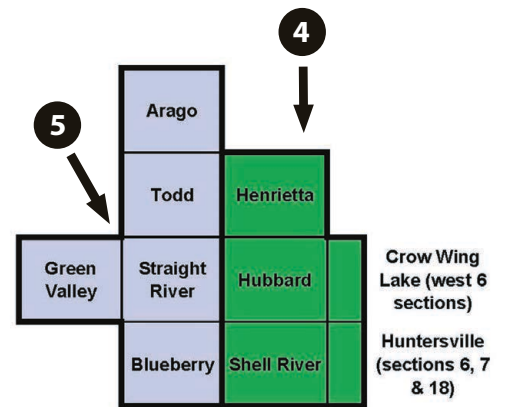 4
5
Arago
Todd
Henrietta
Green
Valley
Straight
River
Hubbard
Crow Wing
Lake (west 6
sections)
Blueberry
Shell River
Huntersville
(sections 6, 7
& 18)